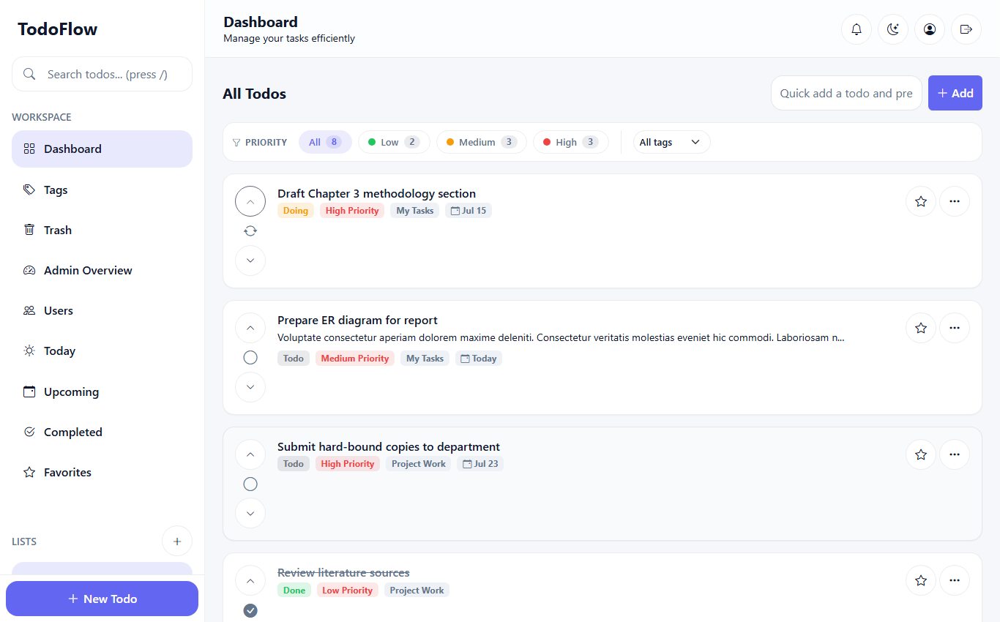 TodoFlow
Search todos... (press /)
WORKSPACE
Dashboard
Tags
Trash
Admin Overview
Users
Today
Upcoming
Completed
Favorites
LISTS
+ New Todo
Dashboard
Manage your tasks efficiently
All Todos
Quick add a todo and pre
+ Add
PRIORITY All 8 Low 2 Medium 3 High 3 All tags
Draft Chapter 3 methodology section
Doing High Priority My Tasks Jul 15
Prepare ER diagram for report
Voluptate consectetur aperiam dolorem maxime deleniti. Consectetur veritatis molestias eveniet hic commodi. Laboriosam n...
Todo Medium Priority My Tasks Today
Submit hard-bound copies to department
Todo High Priority Project Work Jul 23
Review literature sources
Done Low Priority Project Work